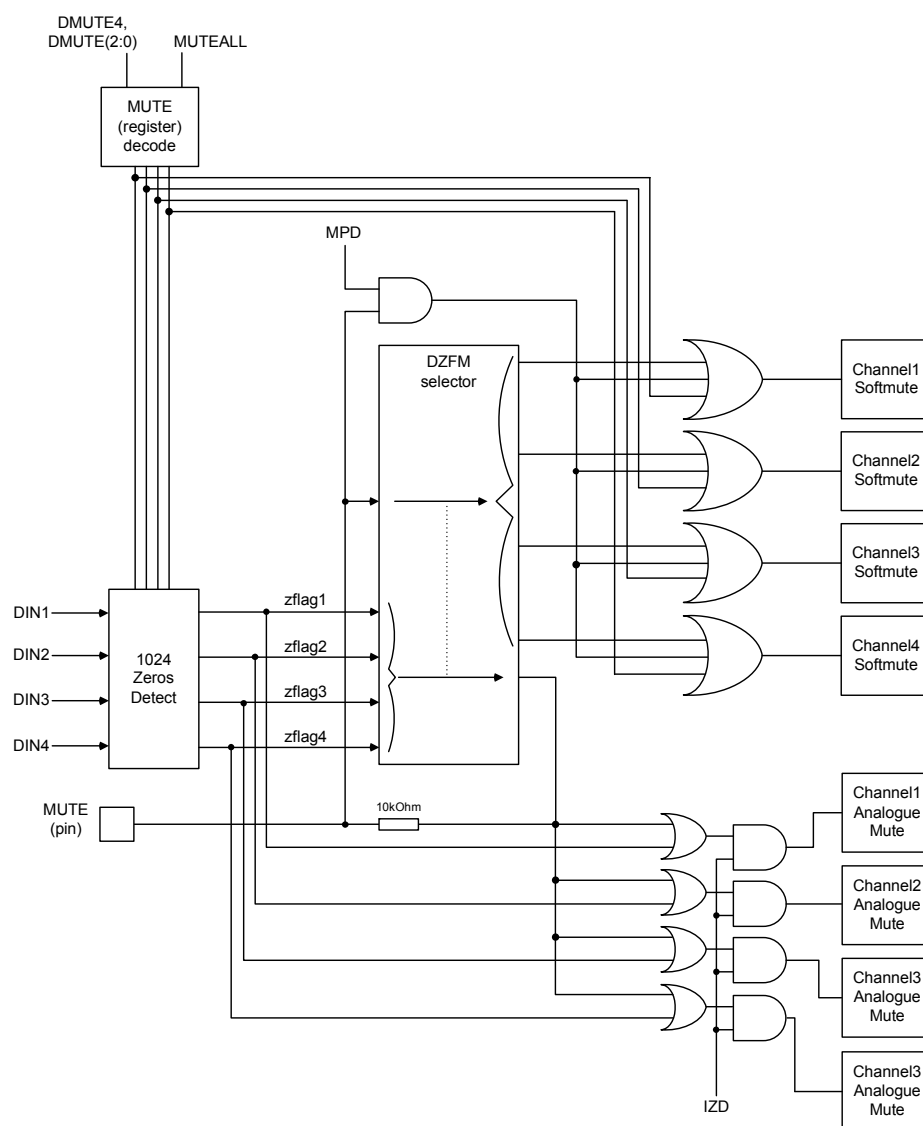 DMUTE4,
DMUTE(2:0)
MUTEALL
MUTE
(register)
decode
MPD
DZFM
selector
Channel1
Softmute
Channel2
Softmute
Channel3
Softmute
Channel4
Softmute
DIN1
DIN2
DIN3
DIN4
1024
Zeros
Detect
zflag1
zflag2
zflag3
zflag4
MUTE
(pin)
10kOhm
Channel1
Analogue
Mute
Channel2
Analogue
Mute
Channel3
Analogue
Mute
Channel3
Analogue
Mute
IZD